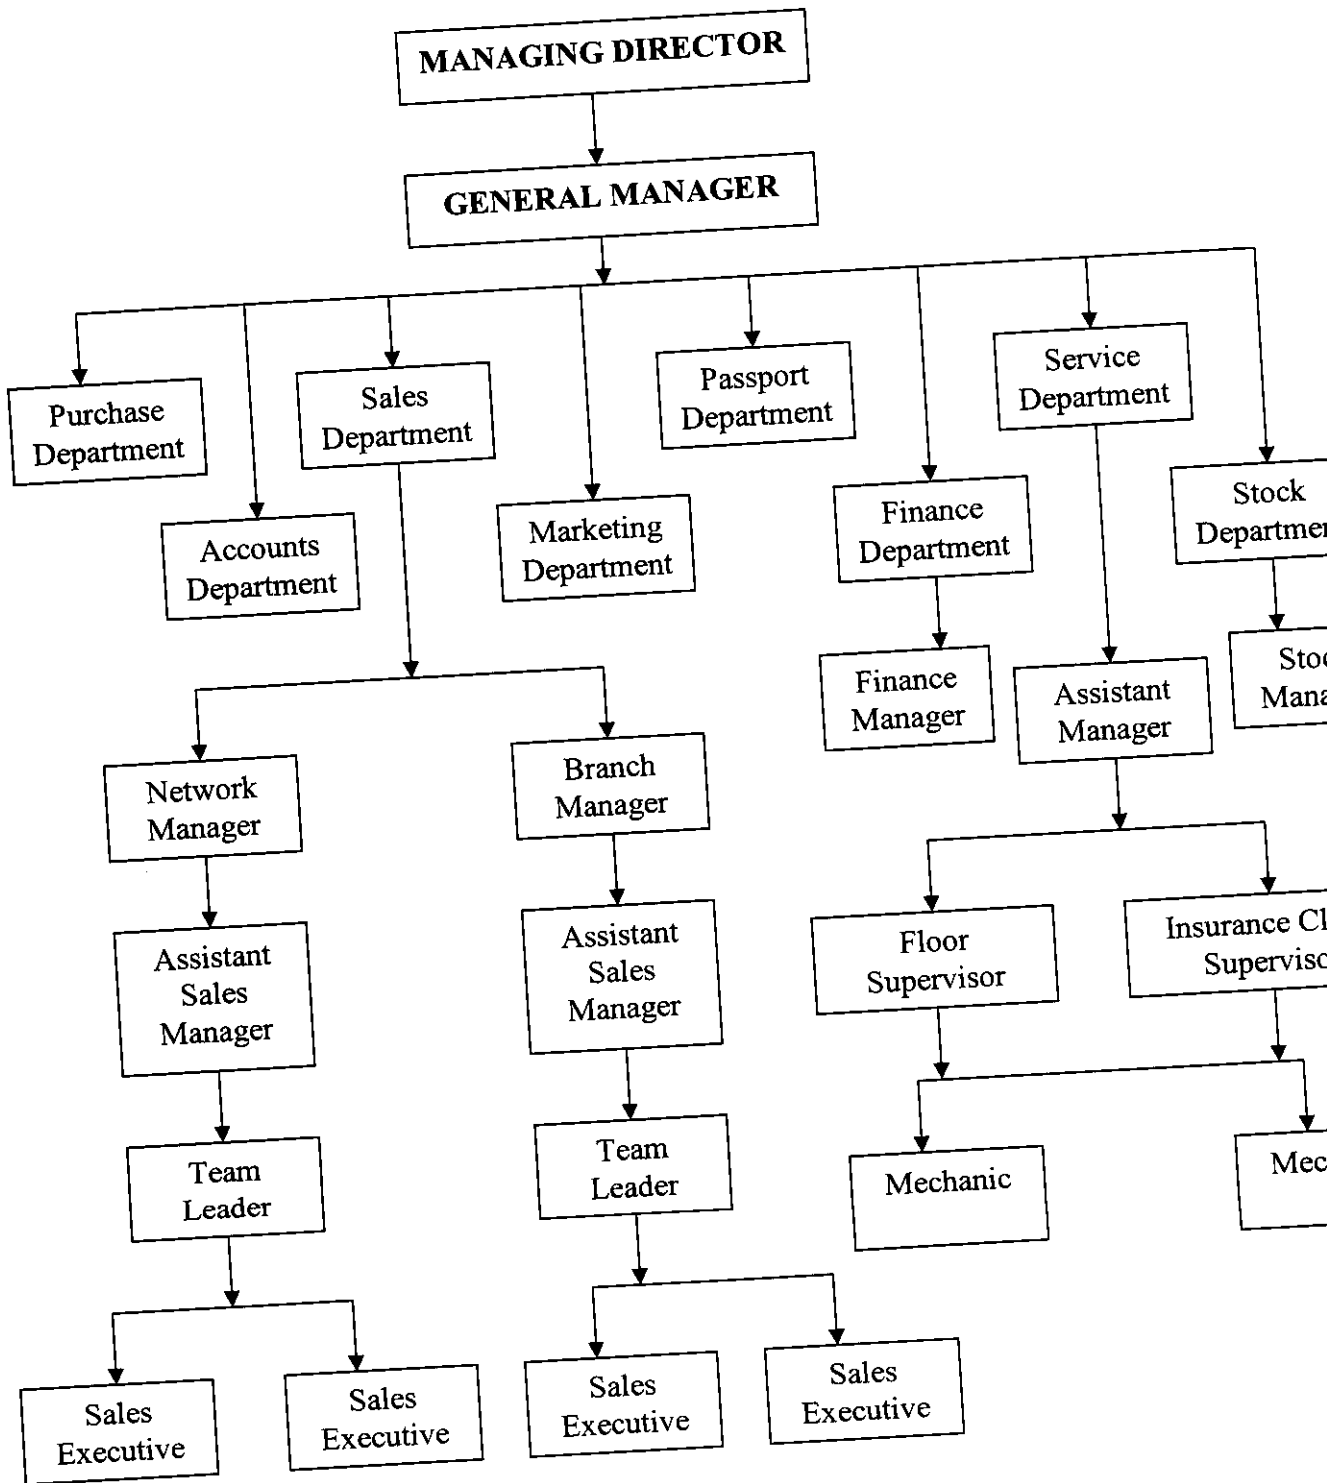 MANAGING DIRECTOR
GENERAL MANAGER
Purchase
Department
Accounts
Department
Sales
Department
Marketing
Department
Passport
Department
Finance
Department
Service
Department
Stock
Finance
Manager
Assistant
Manager
Network
Manager
Branch
Manager
Assistant
Sales
Manager
Assistant
Sales
Manager
Floor
Supervisor
Insurance
Team
Leader
Team
Leader
Mechanic
Sales
Executive
Sales
Executive
Sales
Executive
Sales
Executive